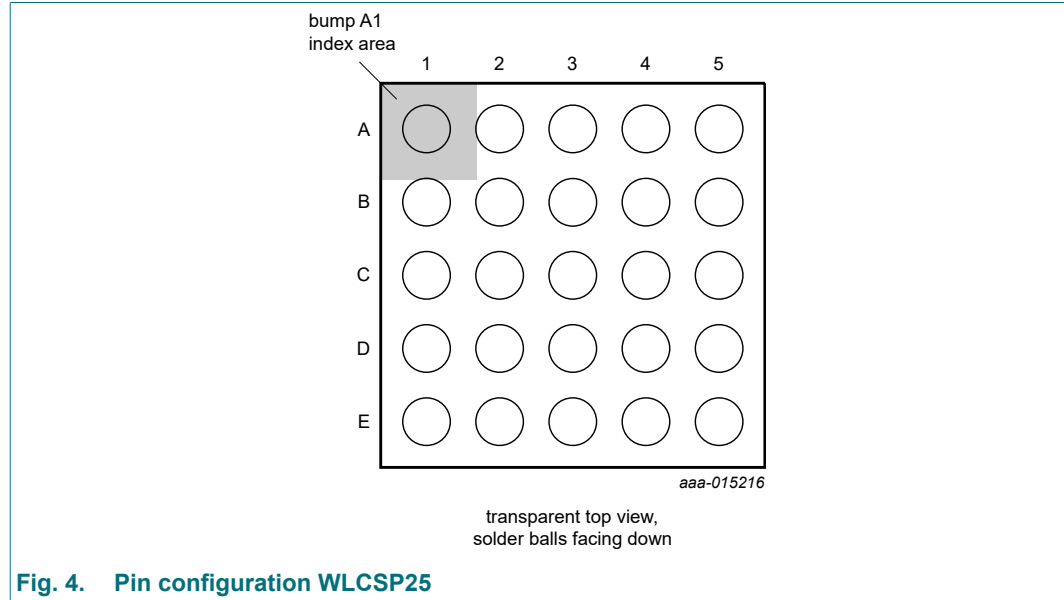 bump A1
index area
1 2 3 4 5
A
B
C
D
E
aaa-015216
transparent top view,
solder balls facing down
Fig. 4. Pin configuration WLCSP25